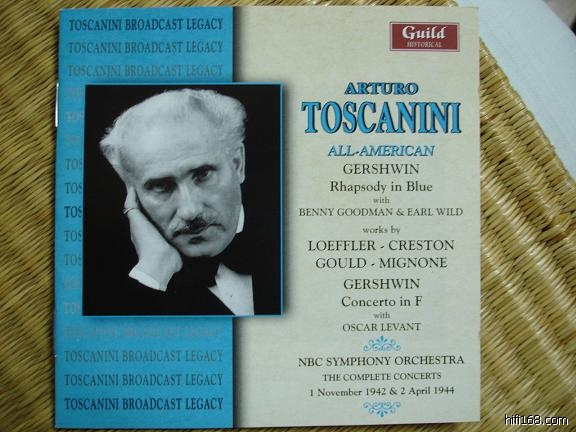 TOSCANINI BROADCAST LEGACY
TOSCANINI BROADCAST LEGACY
TOSCANINI BROADCAST LEGACY
Guild
HISTORICAL
ARTURO
TOSCANINI
ALL-AMERICAN
GERSHWIN
Rhapsody in Blue
with
BENNY GOODMAN & EARL WILD
works by
LOEFFLER - CRESTON
GOULD - MIGNONE
GERSHWIN
Concerto in F
with
OSCAR LEVANT
NBC SYMPHONY ORCHESTRA
THE COMPLETE CONCERTS
1 November 1942 & 2 April 1944
TOSCANINI BROADCAST LEGACY
TOSCANINI BROADCAST LEGACY
TOSCANINI BROADCAST LEGACY
TOSCANINI BROADCAST LEGACY
hifi168.com